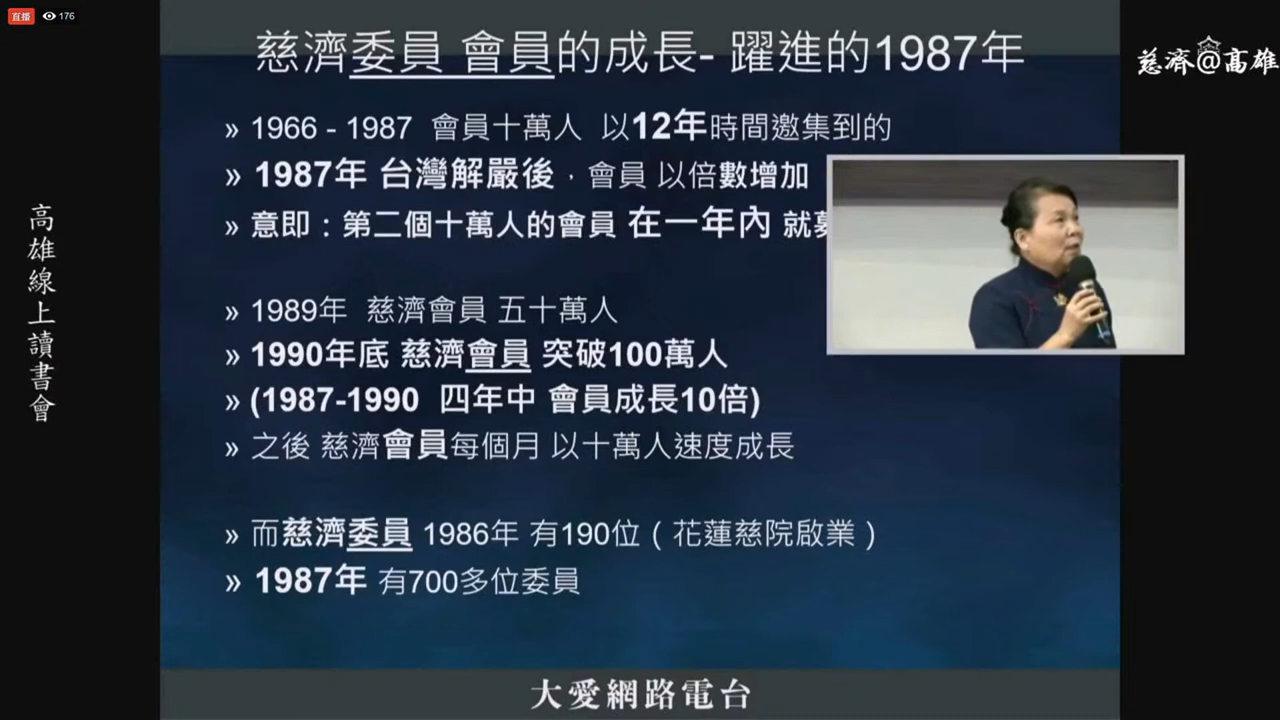 直播 176
慈濟委員 會員的成長- 躍進的1987年
慈濟@高雄
» 1966 - 1987 會員十萬人 以12年時間邀集到的
» 1987年 台灣解嚴後，會員 以倍數增加
» 意即：第二個十萬人的會員 在一年內 就
» 1989年 慈濟會員 五十萬人
» 1990年底 慈濟會員 突破100萬人
» (1987-1990 四年中 會員成長10倍)
» 之後 慈濟會員每個月 以十萬人速度成長
» 而慈濟委員 1986年 有190位（花蓮慈院啟業）
» 1987年 有700多位委員
高雄線上讀書會
大愛網路電台